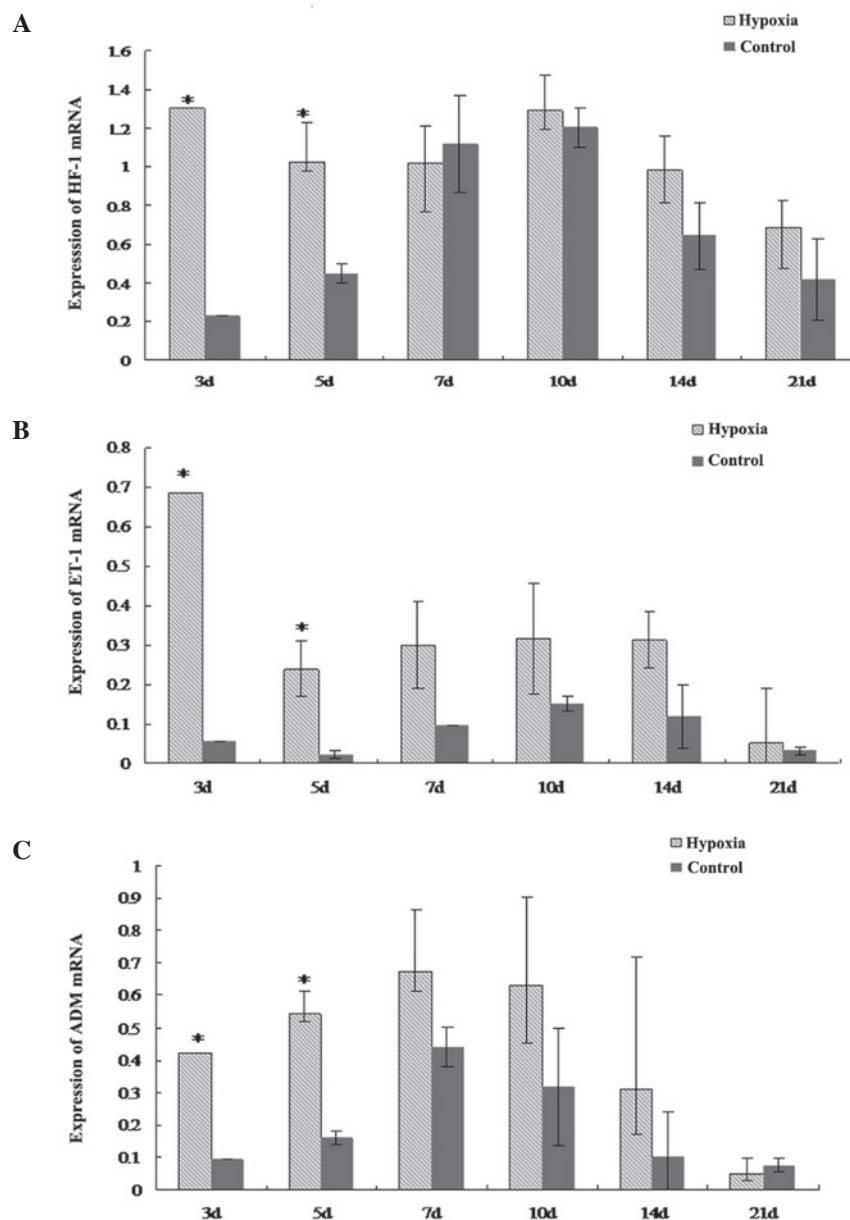 A
Hypoxia
Control
Expresssion of HF-1 mRNA
1.6
1.4
1.2
1
0.8
0.6
0.4
0.2
0
* *
3d 5d 7d 10d 14d 21d
B
Hypoxia
Control
Expression of ET-1 mRNA
0.8
0.7
0.6
0.5
0.4
0.3
0.2
0.1
0
*
*
3d 5d 7d 10d 14d 21d
C
Hypoxia
Control
Expression of ADM mRNA
1
0.9
0.8
0.7
0.6
0.5
0.4
0.3
0.2
0.1
0
*
*
3d 5d 7d 10d 14d 21d